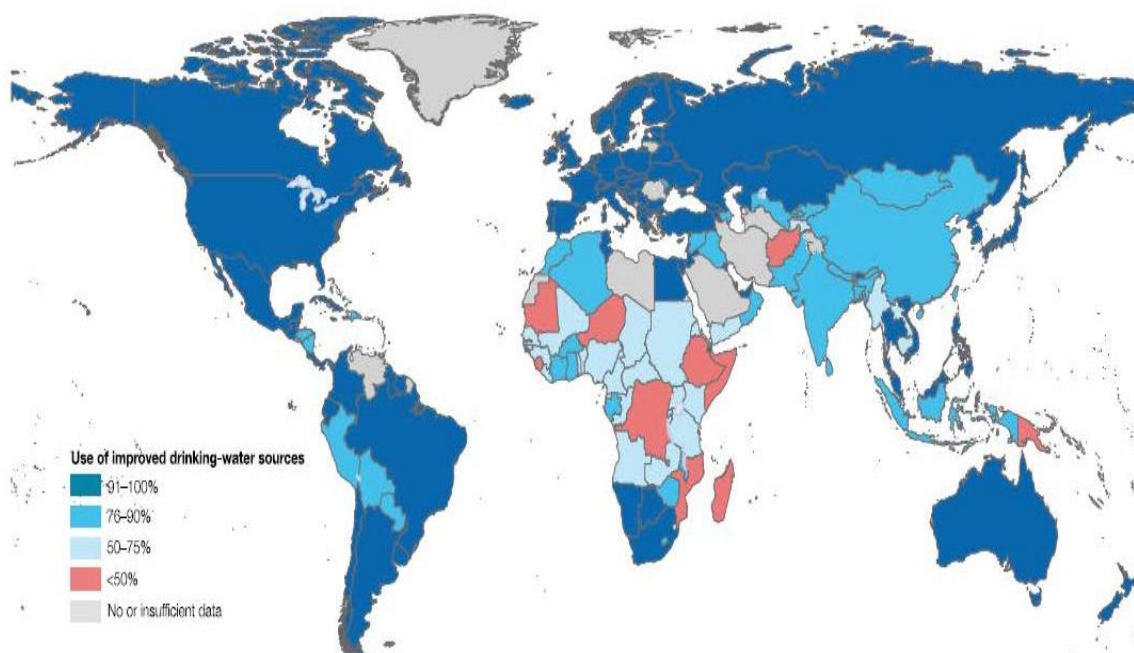 Use of improved drinking-water sources
91–100%
76–90%
50–75%
<50%
No or insufficient data